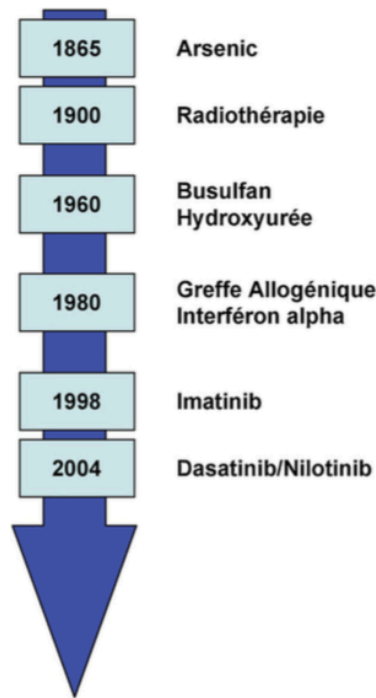 1865 Arsenic
1900 Radiothérapie
1960 Busulfan
Hydroxyurée
1980 Greffe Allogénique
Interféron alpha
1998 Imatinib
2004 Dasatinib/Nilotinib